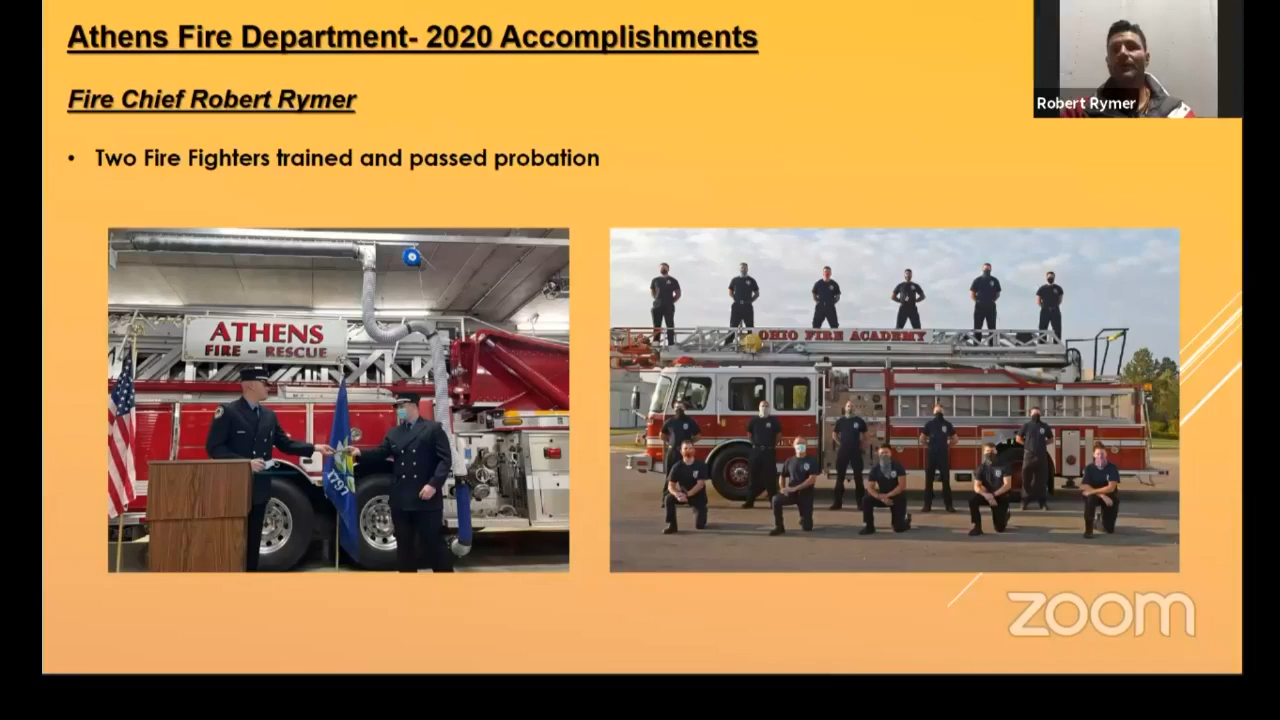 Athens Fire Department- 2020 Accomplishments
Fire Chief Robert Rymer
Robert Rymer
• Two Fire Fighters trained and passed probation
ATHENS
FIRE – RESCUE
OHIO FIRE ACADEMY
1797
zoom